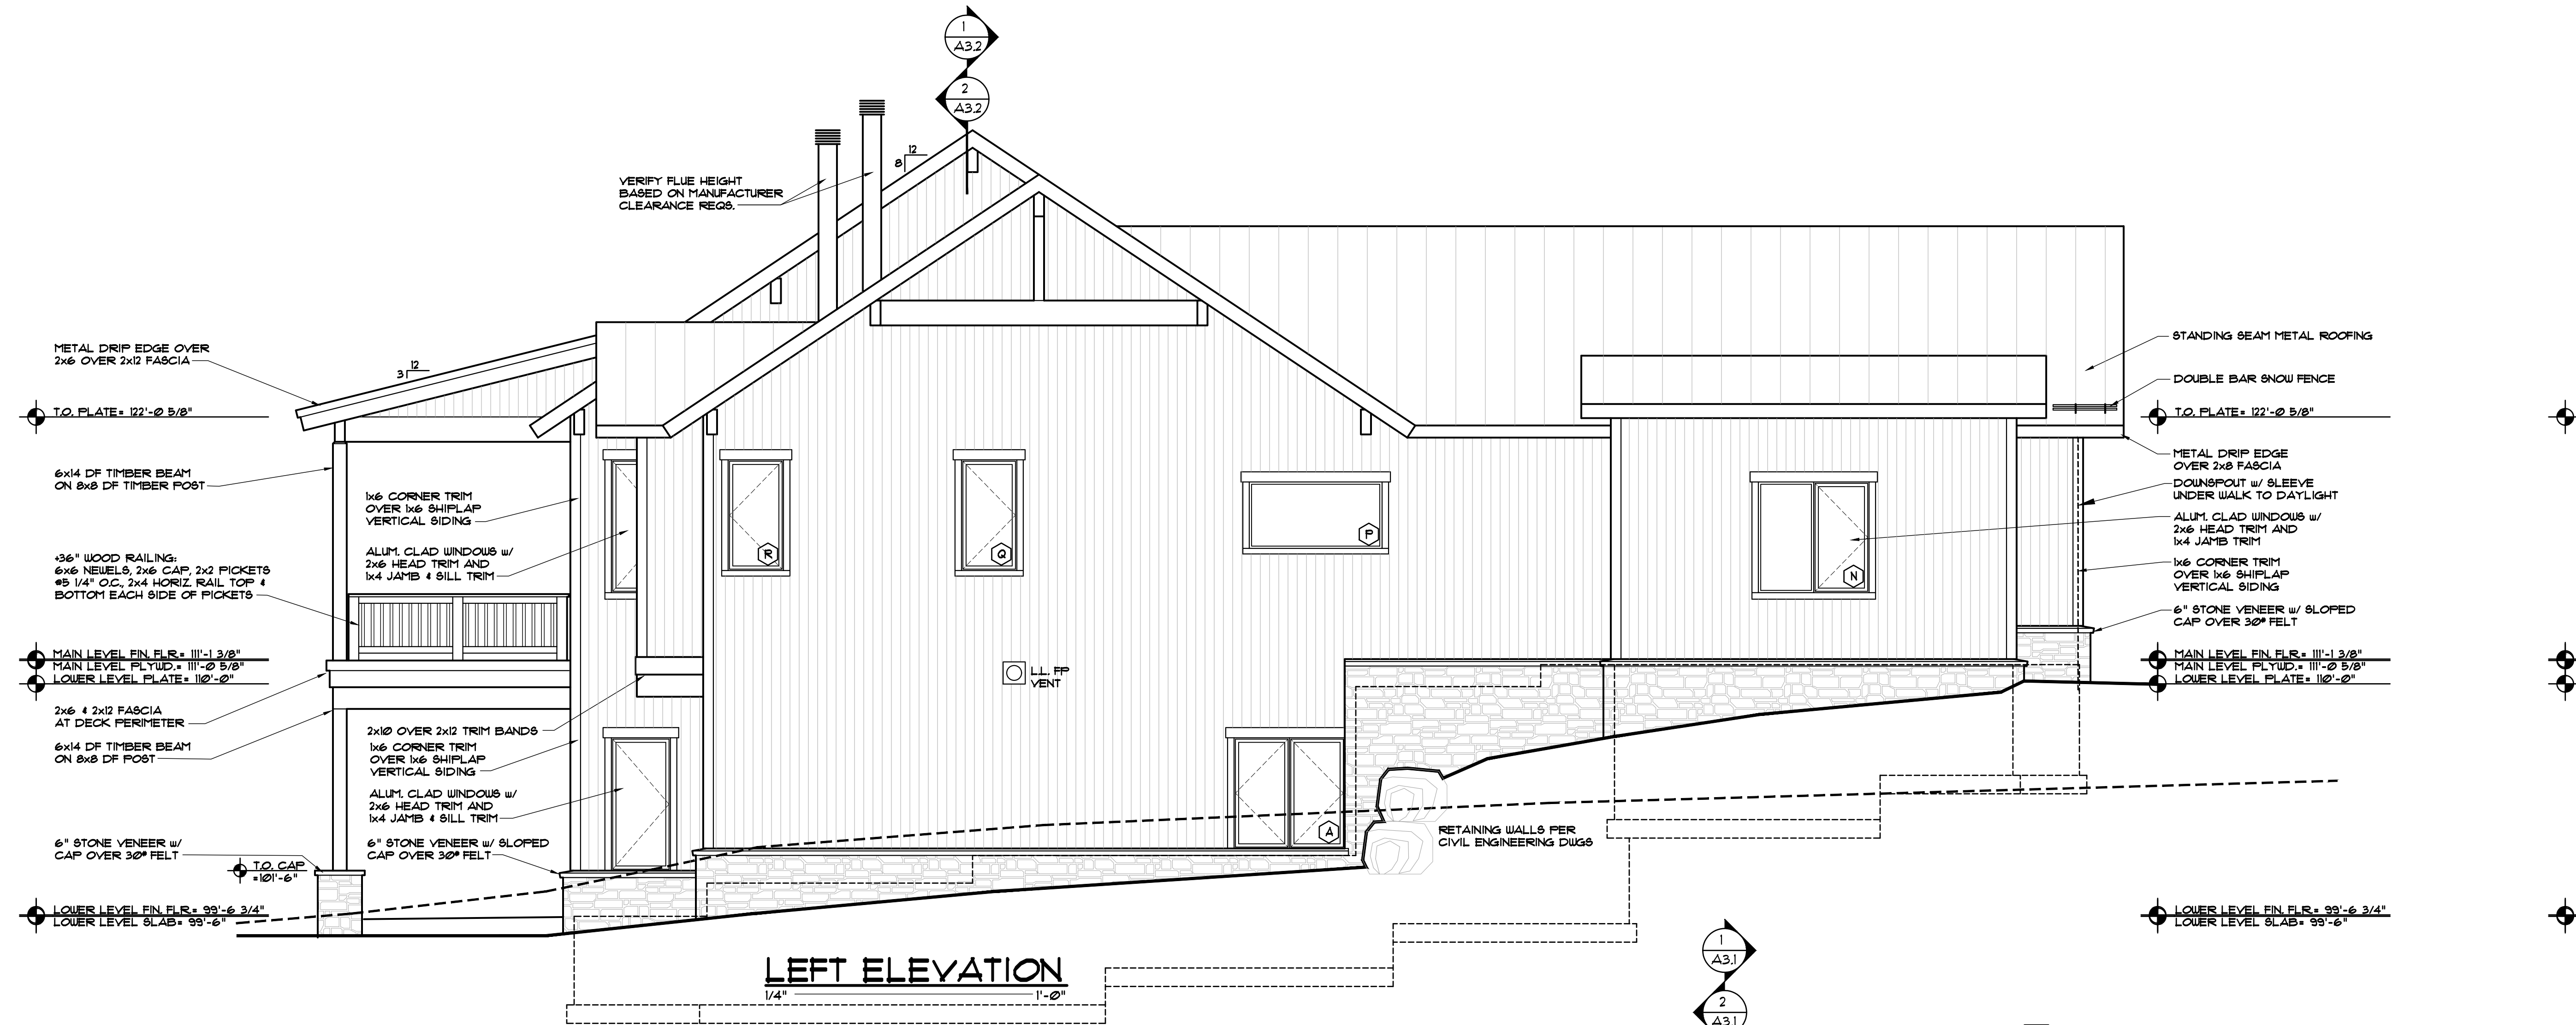 1
A3.2
2
A3.2
12
8
VERIFY FLUE HEIGHT
BASED ON MANUFACTURER
CLEARANCE REQS.
METAL DRIP EDGE OVER
2x6 OVER 2x12 FASCIA
12
3
T.O. PLATE= 122'-0 5/8"
6x14 DF TIMBER BEAM
ON 8x8 DF TIMBER POST
1x6 CORNER TRIM
OVER 1x6 SHIPLAP
VERTICAL SIDING
ALUM. CLAD WINDOWS w/
2x6 HEAD TRIM AND
1x4 JAMB & SILL TRIM
+36" WOOD RAILING:
6x6 NEWELS, 2x6 CAP, 2x2 PICKETS
@5 1/4" O.C., 2x4 HORIZ. RAIL TOP &
BOTTOM EACH SIDE OF PICKETS
MAIN LEVEL FIN. FLR.= 111'-1 3/8"
MAIN LEVEL PLYWD.= 111'-0 5/8"
LOWER LEVEL PLATE= 110'-0"
2x6 & 2x12 FASCIA
AT DECK PERIMETER
6x14 DF TIMBER BEAM
ON 8x8 DF POST
2x10 OVER 2x12 TRIM BANDS
1x6 CORNER TRIM
OVER 1x6 SHIPLAP
VERTICAL SIDING
ALUM. CLAD WINDOWS w/
2x6 HEAD TRIM AND
1x4 JAMB & SILL TRIM
6" STONE VENEER w/
CAP OVER 30# FELT
6" STONE VENEER w/ SLOPED
CAP OVER 30# FELT
T.O. CAP
=101'-6"
LOWER LEVEL FIN. FLR.= 99'-6 3/4"
LOWER LEVEL SLAB= 99'-6"
R
Q
P
N
L.L. FP
VENT
A
RETAINING WALLS PER
CIVIL ENGINEERING DWGS
STANDING SEAM METAL ROOFING
DOUBLE BAR SNOW FENCE
T.O. PLATE= 122'-0 5/8"
METAL DRIP EDGE
OVER 2x8 FASCIA
DOWNSPOUT w/ SLEEVE
UNDER WALK TO DAYLIGHT
ALUM. CLAD WINDOWS w/
2x6 HEAD TRIM AND
1x4 JAMB TRIM
1x6 CORNER TRIM
OVER 1x6 SHIPLAP
VERTICAL SIDING
6" STONE VENEER w/ SLOPED
CAP OVER 30# FELT
MAIN LEVEL FIN. FLR.= 111'-1 3/8"
MAIN LEVEL PLYWD.= 111'-0 5/8"
LOWER LEVEL PLATE= 110'-0"
LOWER LEVEL FIN. FLR.= 99'-6 3/4"
LOWER LEVEL SLAB= 99'-6"
LEFT ELEVATION
1/4" 1'-0"
1
A3.1
2
A3.1